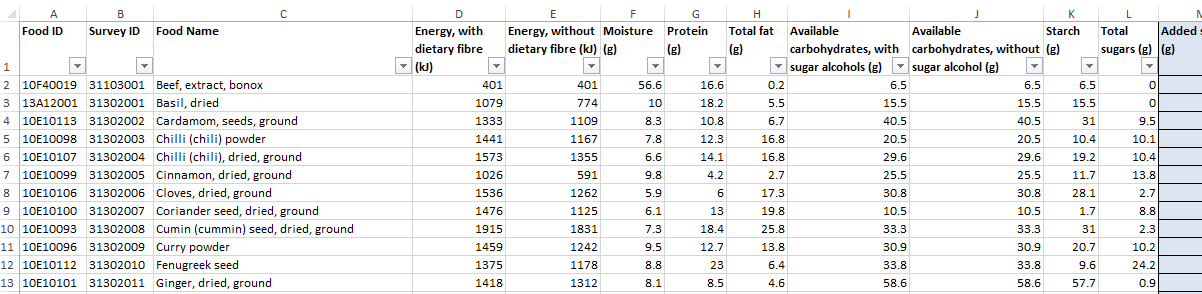 A B C D E F G H I J K L
Food ID Survey ID Food Name Energy, with Energy, without Moisture Protein Total fat Available Available Starch Total Added s
dietary fibre dietary fibre (kJ) (g) (g) (g) carbohydrates, with carbohydrates, without (g) sugars (g) (g)
1 (kJ) sugar alcohols (g) sugar alcohol (g)
2 10F40019 31103001 Beef, extract, bonox 401 401 56.6 16.6 0.2 6.5 6.5 6.5 0
3 13A12001 31302001 Basil, dried 1079 774 10 18.2 5.5 15.5 15.5 15.5 0
4 10E10113 31302002 Cardamom, seeds, ground 1333 1109 8.3 10.8 6.7 40.5 40.5 31 9.5
5 10E10098 31302003 Chilli (chili) powder 1441 1167 7.8 12.3 16.8 20.5 20.5 10.4 10.1
6 10E10107 31302004 Chilli (chili), dried, ground 1573 1355 6.6 14.1 16.8 29.6 29.6 19.2 10.4
7 10E10099 31302005 Cinnamon, dried, ground 1026 591 9.8 4.2 2.7 25.5 25.5 11.7 13.8
8 10E10106 31302006 Cloves, dried, ground 1536 1262 5.9 6 17.3 30.8 30.8 28.1 2.7
9 10E10100 31302007 Coriander seed, dried, ground 1476 1125 6.1 13 19.8 10.5 10.5 1.7 8.8
10 10E10093 31302008 Cumin (cummin) seed, dried, ground 1915 1831 7.3 18.4 25.8 33.3 33.3 31 2.3
11 10E10096 31302009 Curry powder 1459 1242 9.5 12.7 13.8 30.9 30.9 20.7 10.2
12 10E10112 31302010 Fenugreek seed 1375 1178 8.8 23 6.4 33.8 33.8 9.6 24.2
13 10E10101 31302011 Ginger, dried, ground 1418 1312 8.1 8.5 4.6 58.6 58.6 57.7 0.9